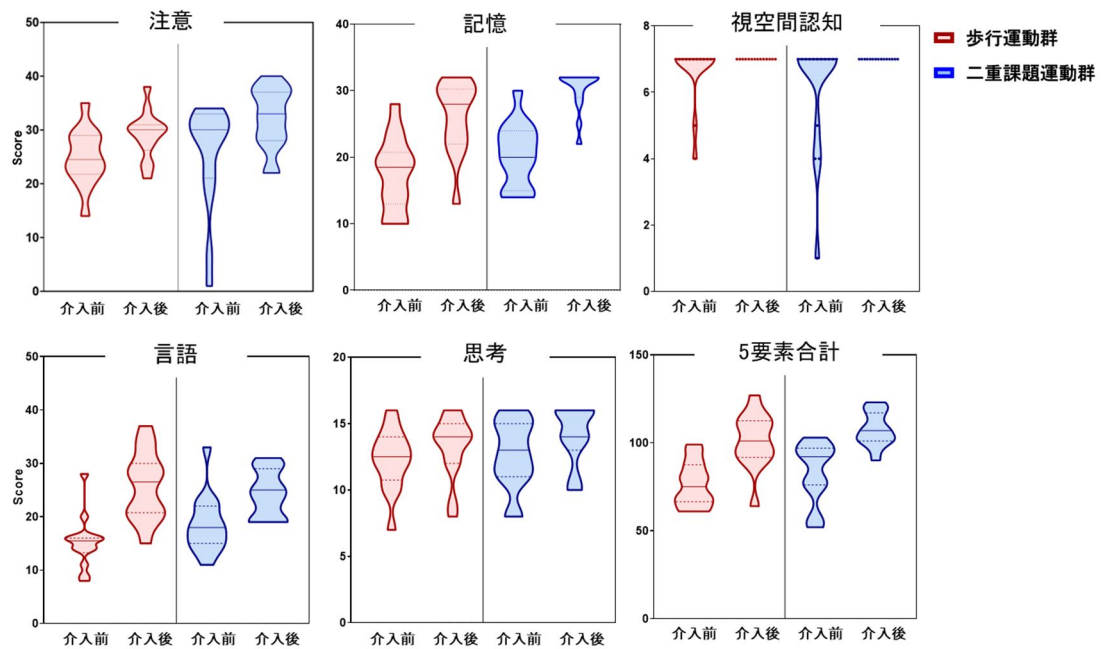 注意
記憶
視空間認知
歩行運動群
二重課題運動群
Score
50
40
30
20
10
0
介入前 介入後 介入前 介入後
40
30
20
10
0
介入前 介入後 介入前 介入後
8
6
4
2
0
介入前 介入後 介入前 介入後
言語
思考
5要素合計
Score
50
40
30
20
10
0
介入前 介入後 介入前 介入後
20
15
10
5
0
介入前 介入後 介入前 介入後
150
100
50
0
介入前 介入後 介入前 介入後